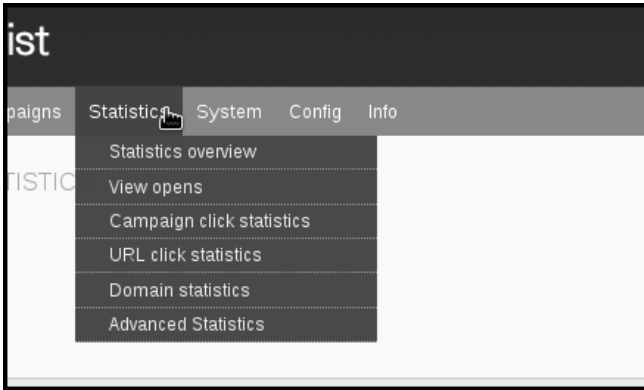 ist
paigns Statistics System Config Info
TISTIC
Statistics overview
View opens
Campaign click statistics
URL click statistics
Domain statistics
Advanced Statistics